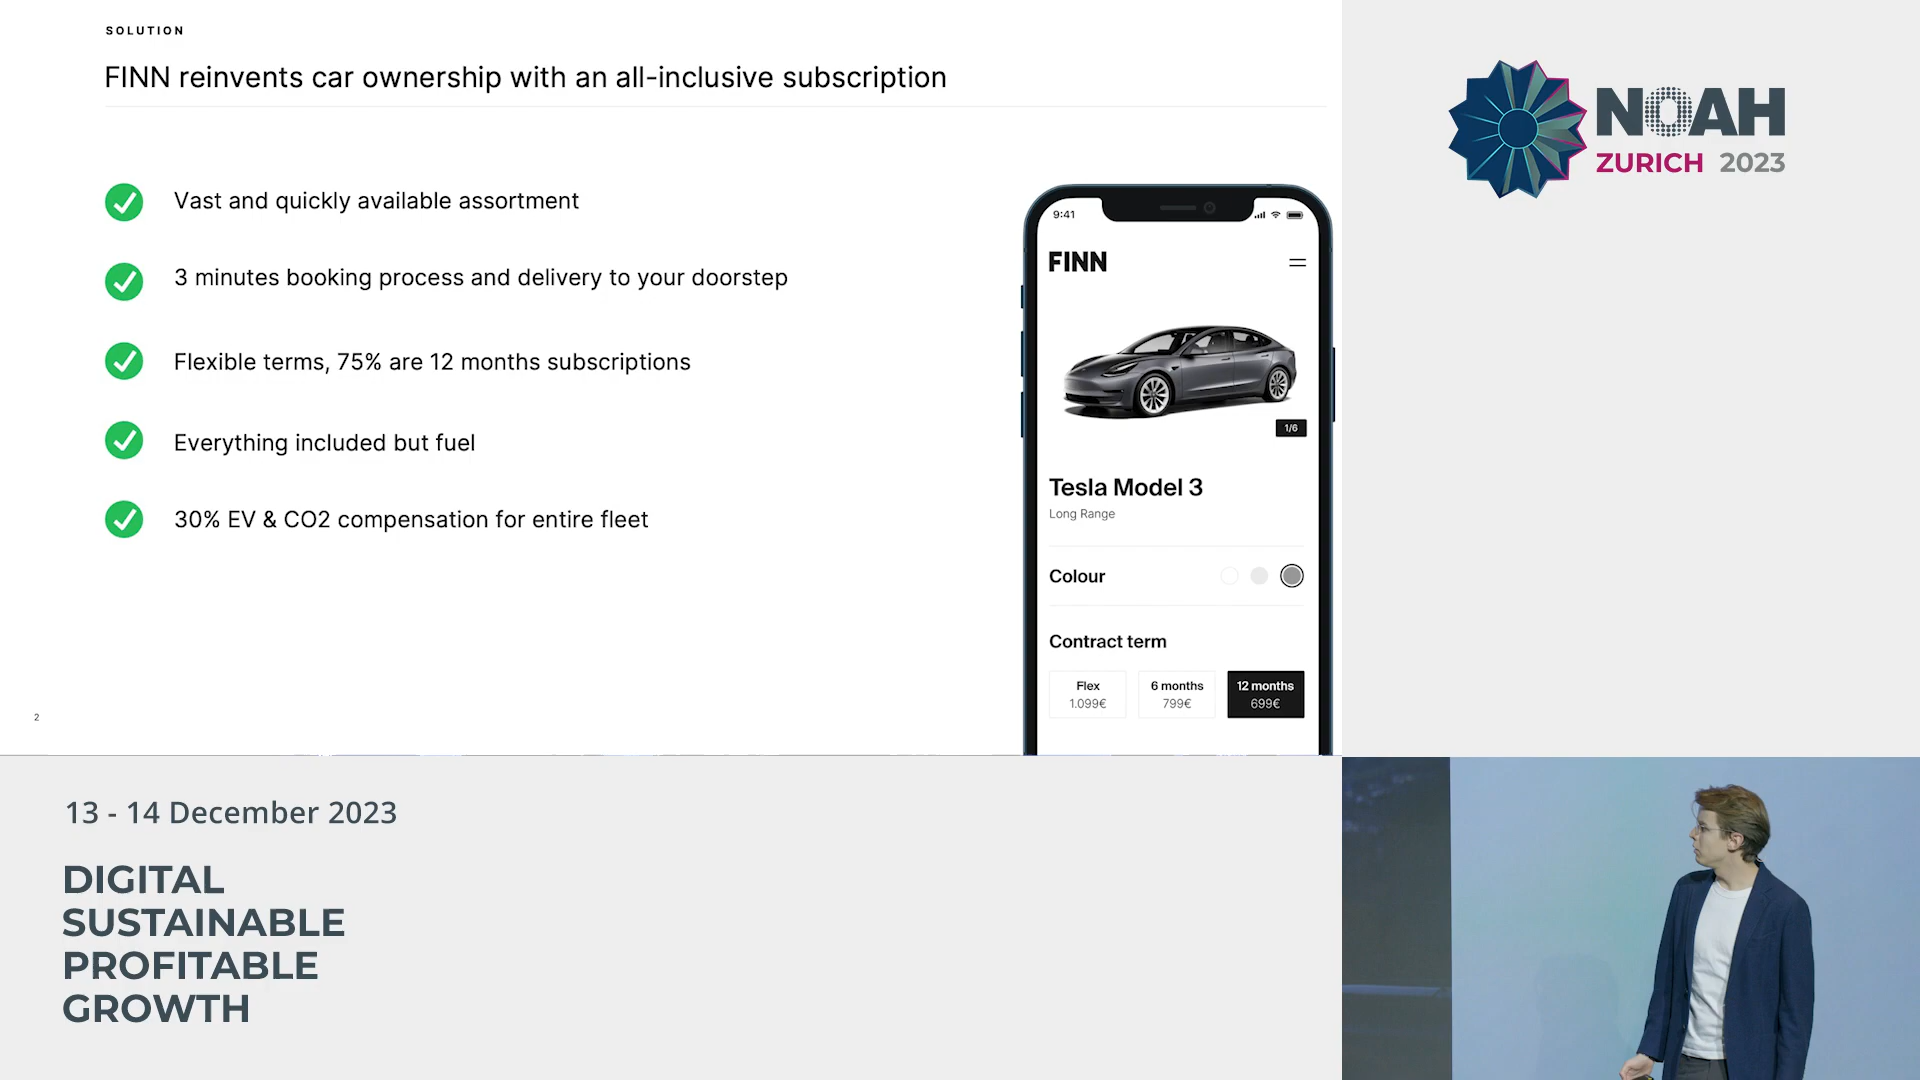 SOLUTION
FINN reinvents car ownership with an all-inclusive subscription
Vast and quickly available assortment
3 minutes booking process and delivery to your doorstep
Flexible terms, 75% are 12 months subscriptions
Everything included but fuel
30% EV & CO2 compensation for entire fleet
2
9:41
FINN
1/6
Tesla Model 3
Long Range
Colour
Contract term
Flex
1.099€
6 months
799€
12 months
699€
NOAH
ZURICH 2023
13 - 14 December 2023
DIGITAL
SUSTAINABLE
PROFITABLE
GROWTH